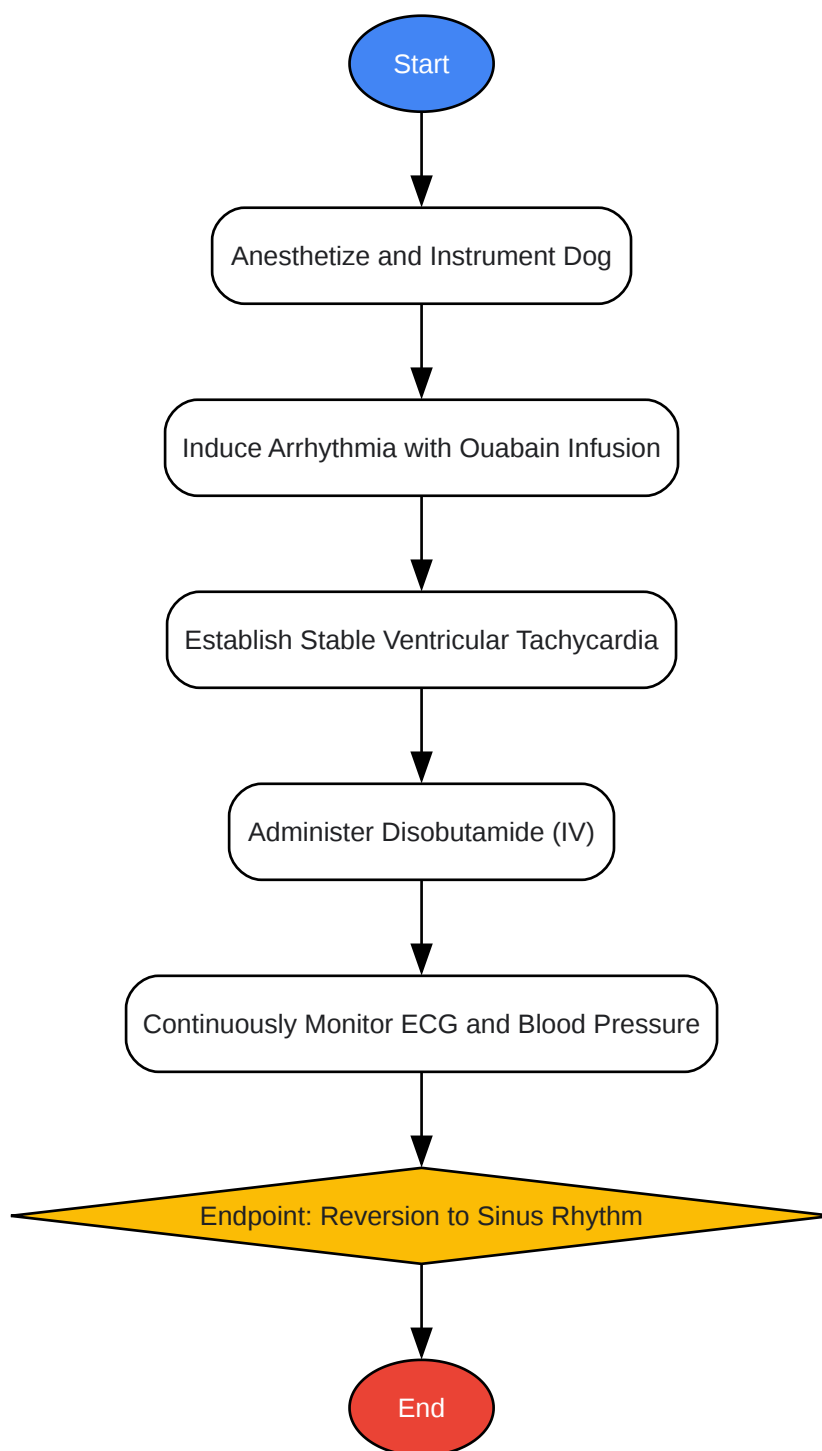 Start
Anesthetize and Instrument Dog
Induce Arrhythmia with Ouabain Infusion
Establish Stable Ventricular Tachycardia
Administer Disobutamide (IV)
Continuously Monitor ECG and Blood Pressure
Endpoint: Reversion to Sinus Rhythm
End